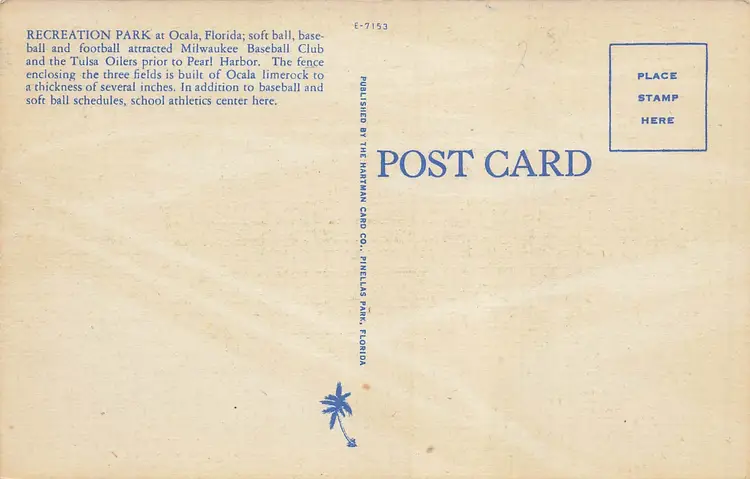 E-7153
RECREATION PARK at Ocala, Florida; soft ball, base-
ball and football attracted Milwaukee Baseball Club
and the Tulsa Oilers prior to Pearl Harbor. The fence
enclosing the three fields is built of Ocala limerock to
a thickness of several inches. In addition to baseball and
soft ball schedules, school athletics center here.
PUBLISHED BY THE HARTMAN CARD CO., PINELLAS PARK, FLORIDA
POST CARD
PLACE
STAMP
HERE